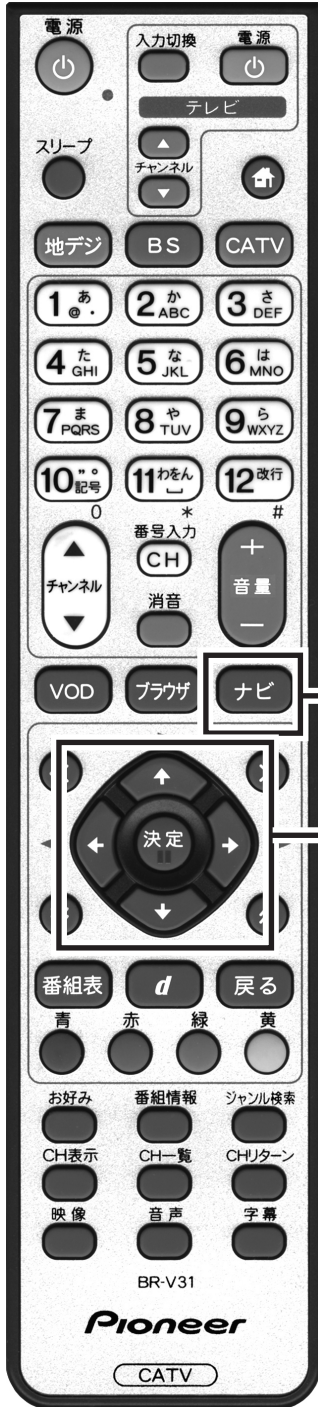 電源
入力切換 電源
テレビ
スリープ
チャンネル
地デジ BS CATV
1 あ @. 2 か ABC 3 さ DEF
4 た GHI 5 な JKL 6 は MNO
7 ま PQRS 8 や TUV 9 ら WXYZ
10 ゛゜ 記号 11 わをん 12 改行
0 * #
番号入力
CH
チャンネル
消音
+
音量
−
VOD ブラウザ ナビ
決定
番組表 d 戻る
青 赤 緑 黄
お好み 番組情報 ジャンル検索
CH表示 CH一覧 CHリターン
映像 音声 字幕
BR-V31
Pioneer
CATV